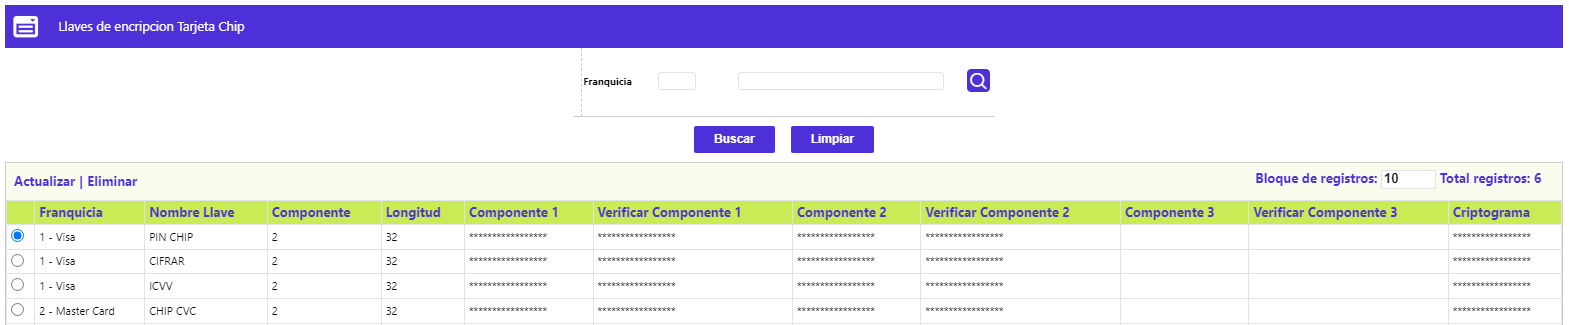 Llaves de encripcion Tarjeta Chip
Franquicia
Buscar Limpiar
Actualizar | Eliminar Bloque de registros: 10 Total registros: 6
Franquicia Nombre Llave Componente Longitud Componente 1 Verificar Componente 1 Componente 2 Verificar Componente 2 Componente 3 Verificar Componente 3 Criptograma
1 - Visa PIN CHIP 2 32 **************** **************** **************** **************** ****************
1 - Visa CIFRAR 2 32 **************** **************** **************** **************** ****************
1 - Visa ICVV 2 32 **************** **************** **************** **************** ****************
2 - Master Card CHIP CVC 2 32 **************** **************** **************** **************** ****************